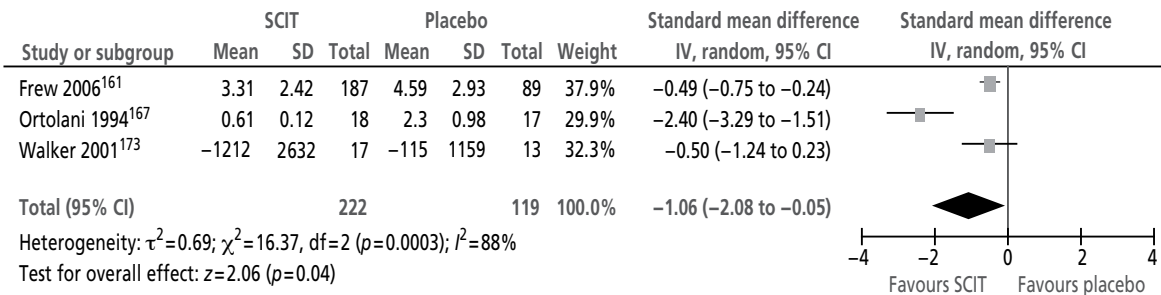 SCIT Placebo Standard mean difference Standard mean difference
Study or subgroup Mean SD Total Mean SD Total Weight IV, random, 95% CI IV, random, 95% CI
Frew 2006¹⁶¹ 3.31 2.42 187 4.59 2.93 89 37.9% −0.49 (−0.75 to −0.24)
Ortolani 1994¹⁶⁷ 0.61 0.12 18 2.3 0.98 17 29.9% −2.40 (−3.29 to −1.51)
Walker 2001¹⁷³ −1212 2632 17 −115 1159 13 32.3% −0.50 (−1.24 to 0.23)
Total (95% CI) 222 119 100.0% −1.06 (−2.08 to −0.05)
Heterogeneity: τ²=0.69; χ²=16.37, df=2 (p=0.0003); I²=88%
Test for overall effect: z=2.06 (p=0.04)
−4 −2 0 2 4
Favours SCIT Favours placebo